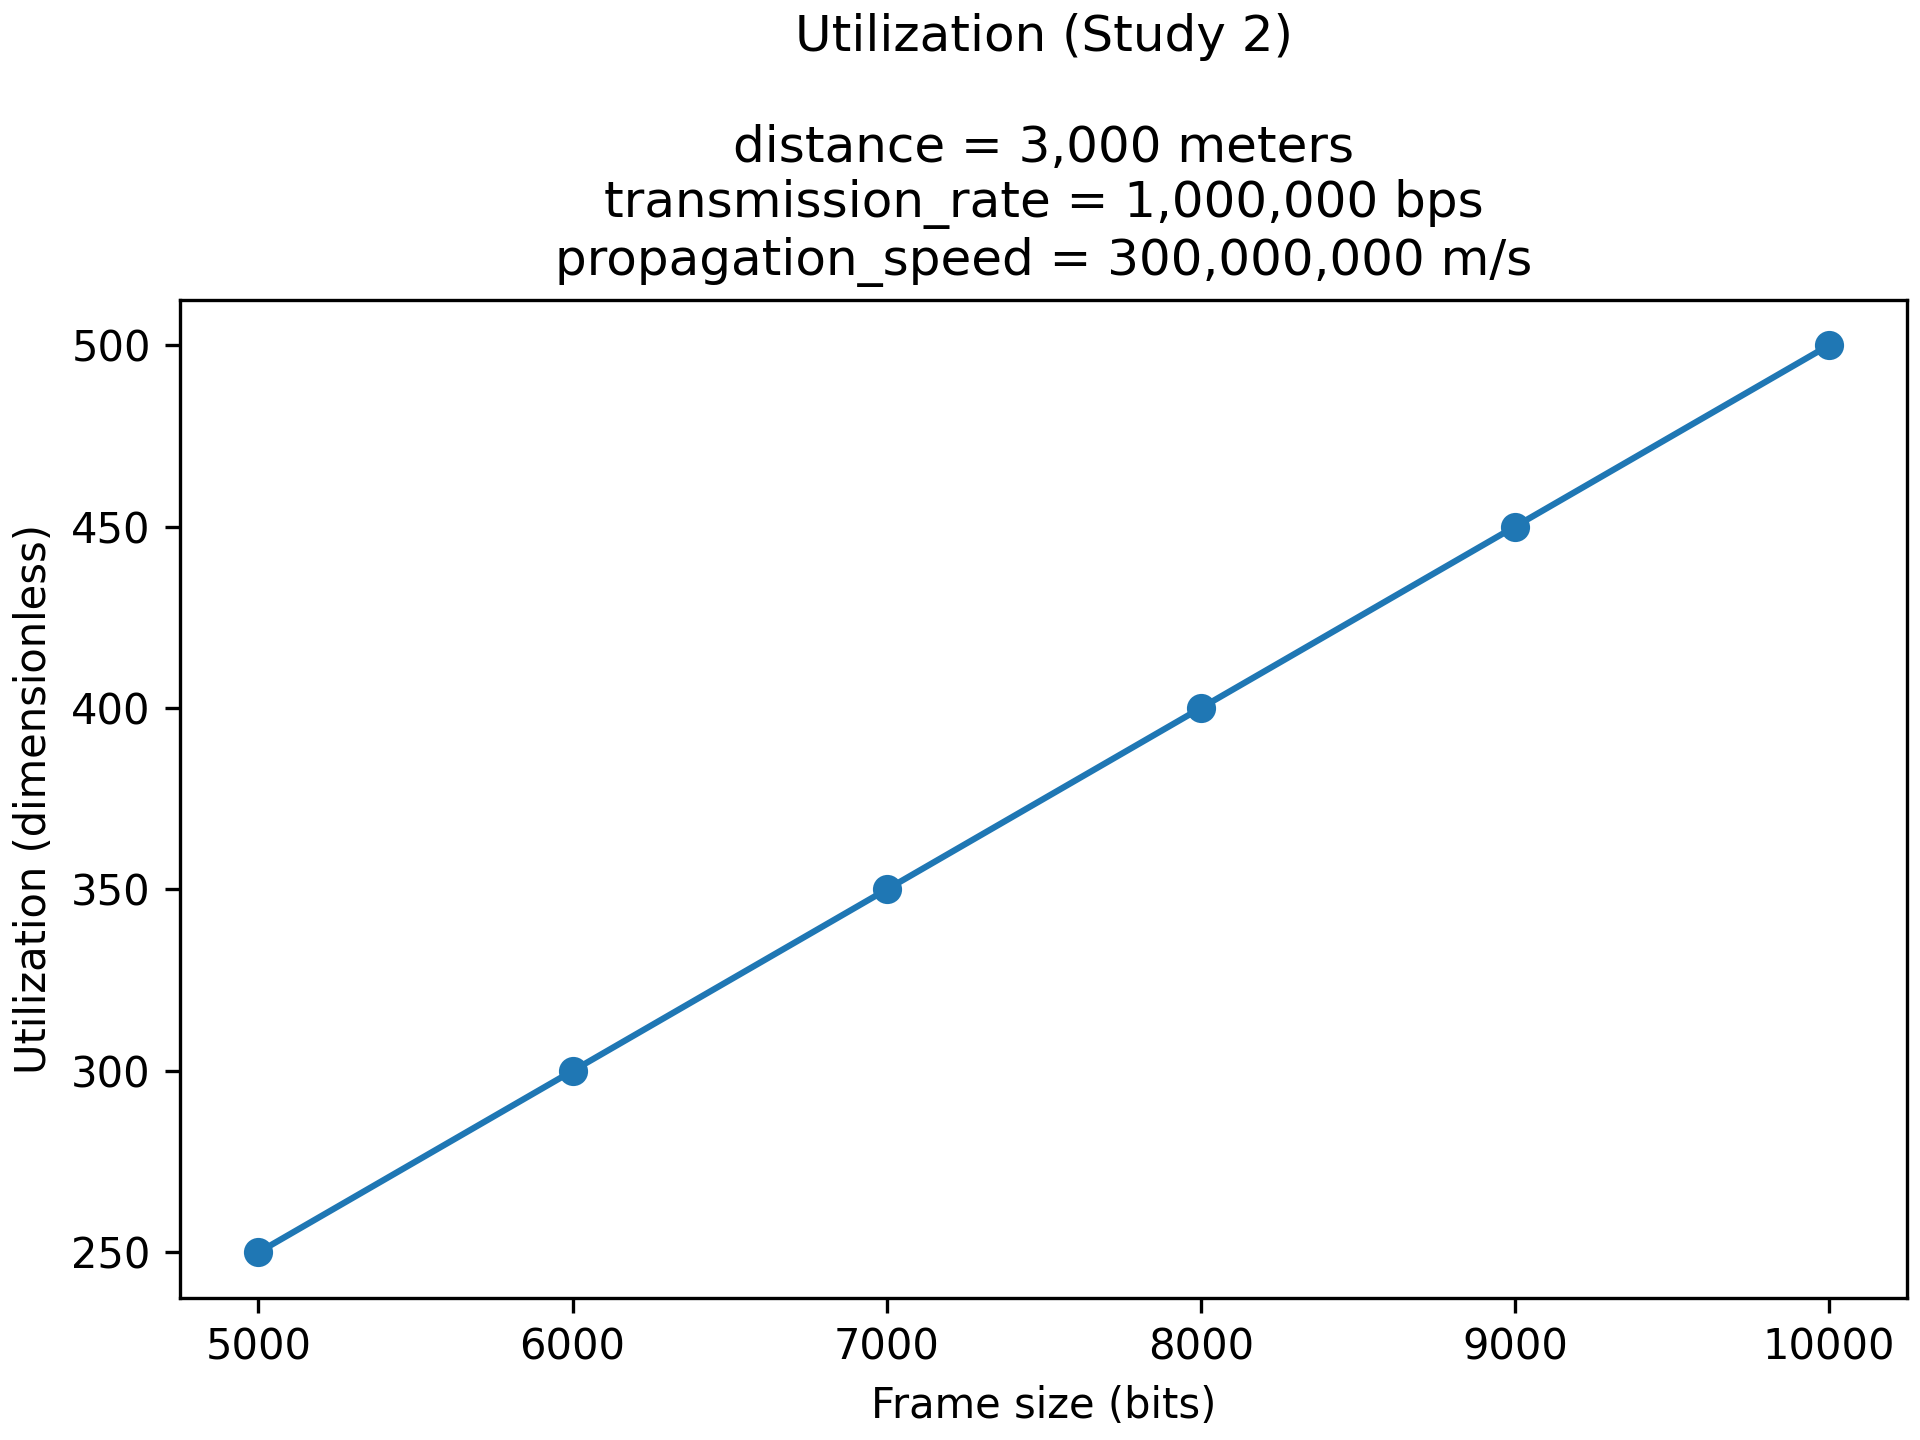 Utilization (Study 2)
distance = 3,000 meters
transmission_rate = 1,000,000 bps
propagation_speed = 300,000,000 m/s
Utilization (dimensionless)
500
450
400
350
300
250
5000 6000 7000 8000 9000 10000
Frame size (bits)